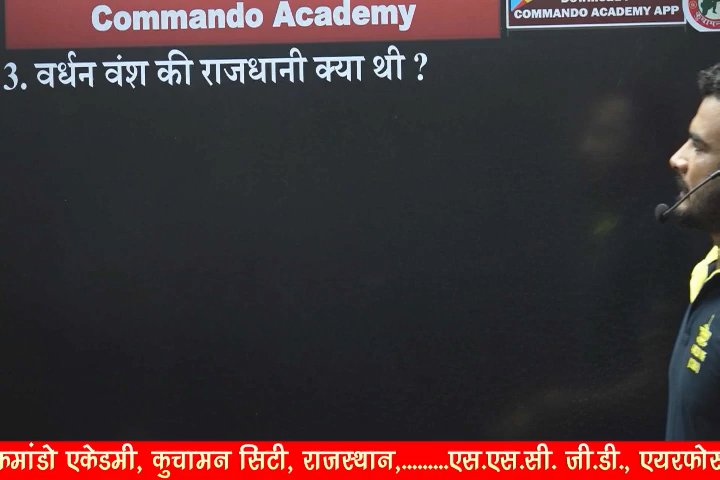 Commando Academy
COMMANDO ACADEMY APP
3. वर्धन वंश की राजधानी क्या थी ?
कमांडो एकेडमी, कुचामन सिटी, राजस्थान,.........एस.एस.सी. जी.डी., एयरफोर्स